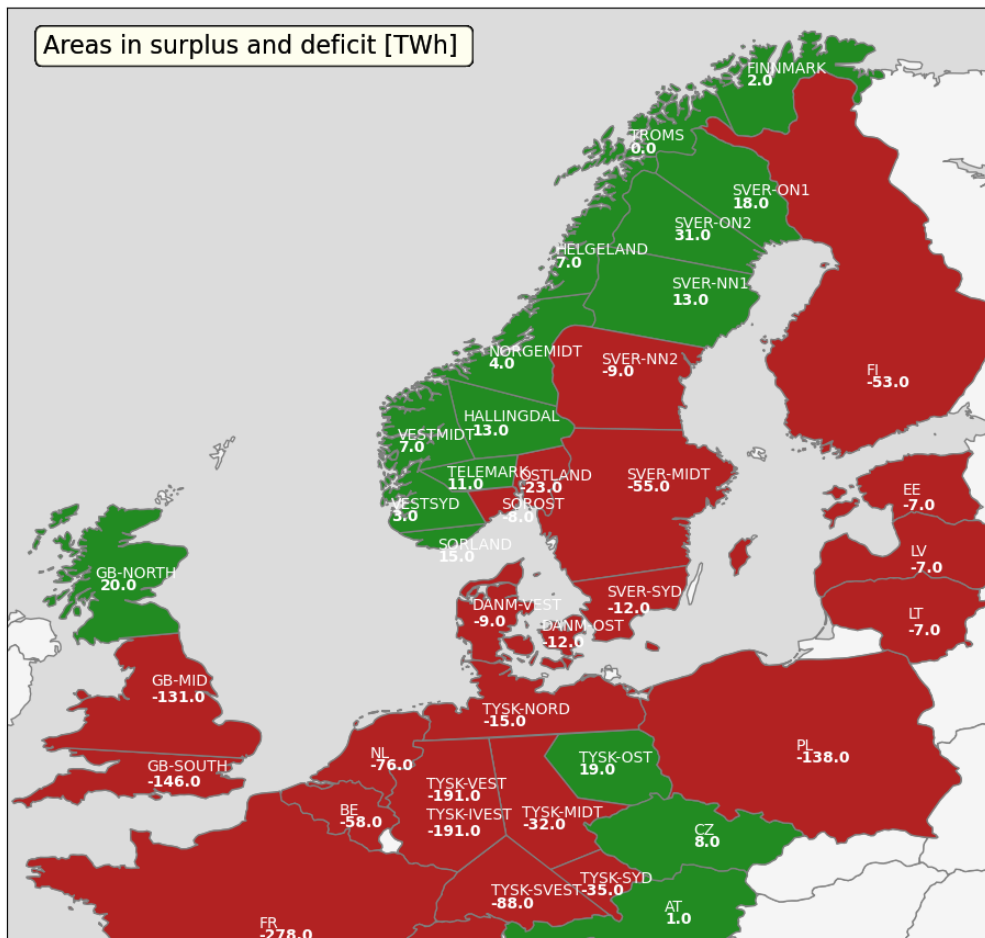 Areas in surplus and deficit [TWh]
FINNMARK
2.0
TROMS
0.0
SVER-ON1
18.0
SVER-ON2
31.0
HELGELAND
7.0
SVER-NN1
13.0
NORGEMIDT
4.0
SVER-NN2
-9.0
FI
-53.0
HALLINGDAL
13.0
VESTMIDT
7.0
TELEMARK
11.0
OSTLAND
-23.0
SVER-MIDT
-55.0
VESTSYD
3.0
SOROST
-8.0
EE
-7.0
SORLAND
15.0
LV
-7.0
GB-NORTH
20.0
SVER-SYD
-12.0
DANM-VEST
-9.0
LT
-7.0
DANM-OST
-12.0
GB-MID
-131.0
TYSK-NORD
-15.0
NL
-76.0
TYSK-OST
19.0
PL
-138.0
GB-SOUTH
-146.0
TYSK-VEST
-191.0
BE
-58.0
TYSK-IVEST
-191.0
TYSK-MIDT
-32.0
CZ
8.0
TYSK-SYD
-35.0
TYSK-SVEST
-88.0
AT
1.0
FR
-278.0